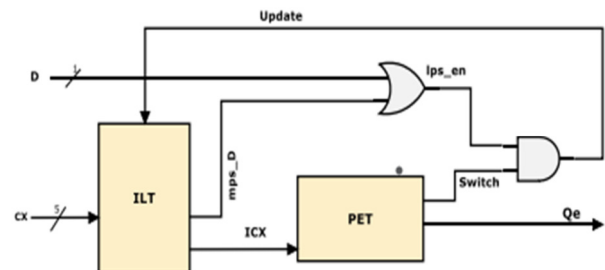 Update
D
1
lps_en
mps_D
Switch
CX
5
ILT
ICX
PET
Qe